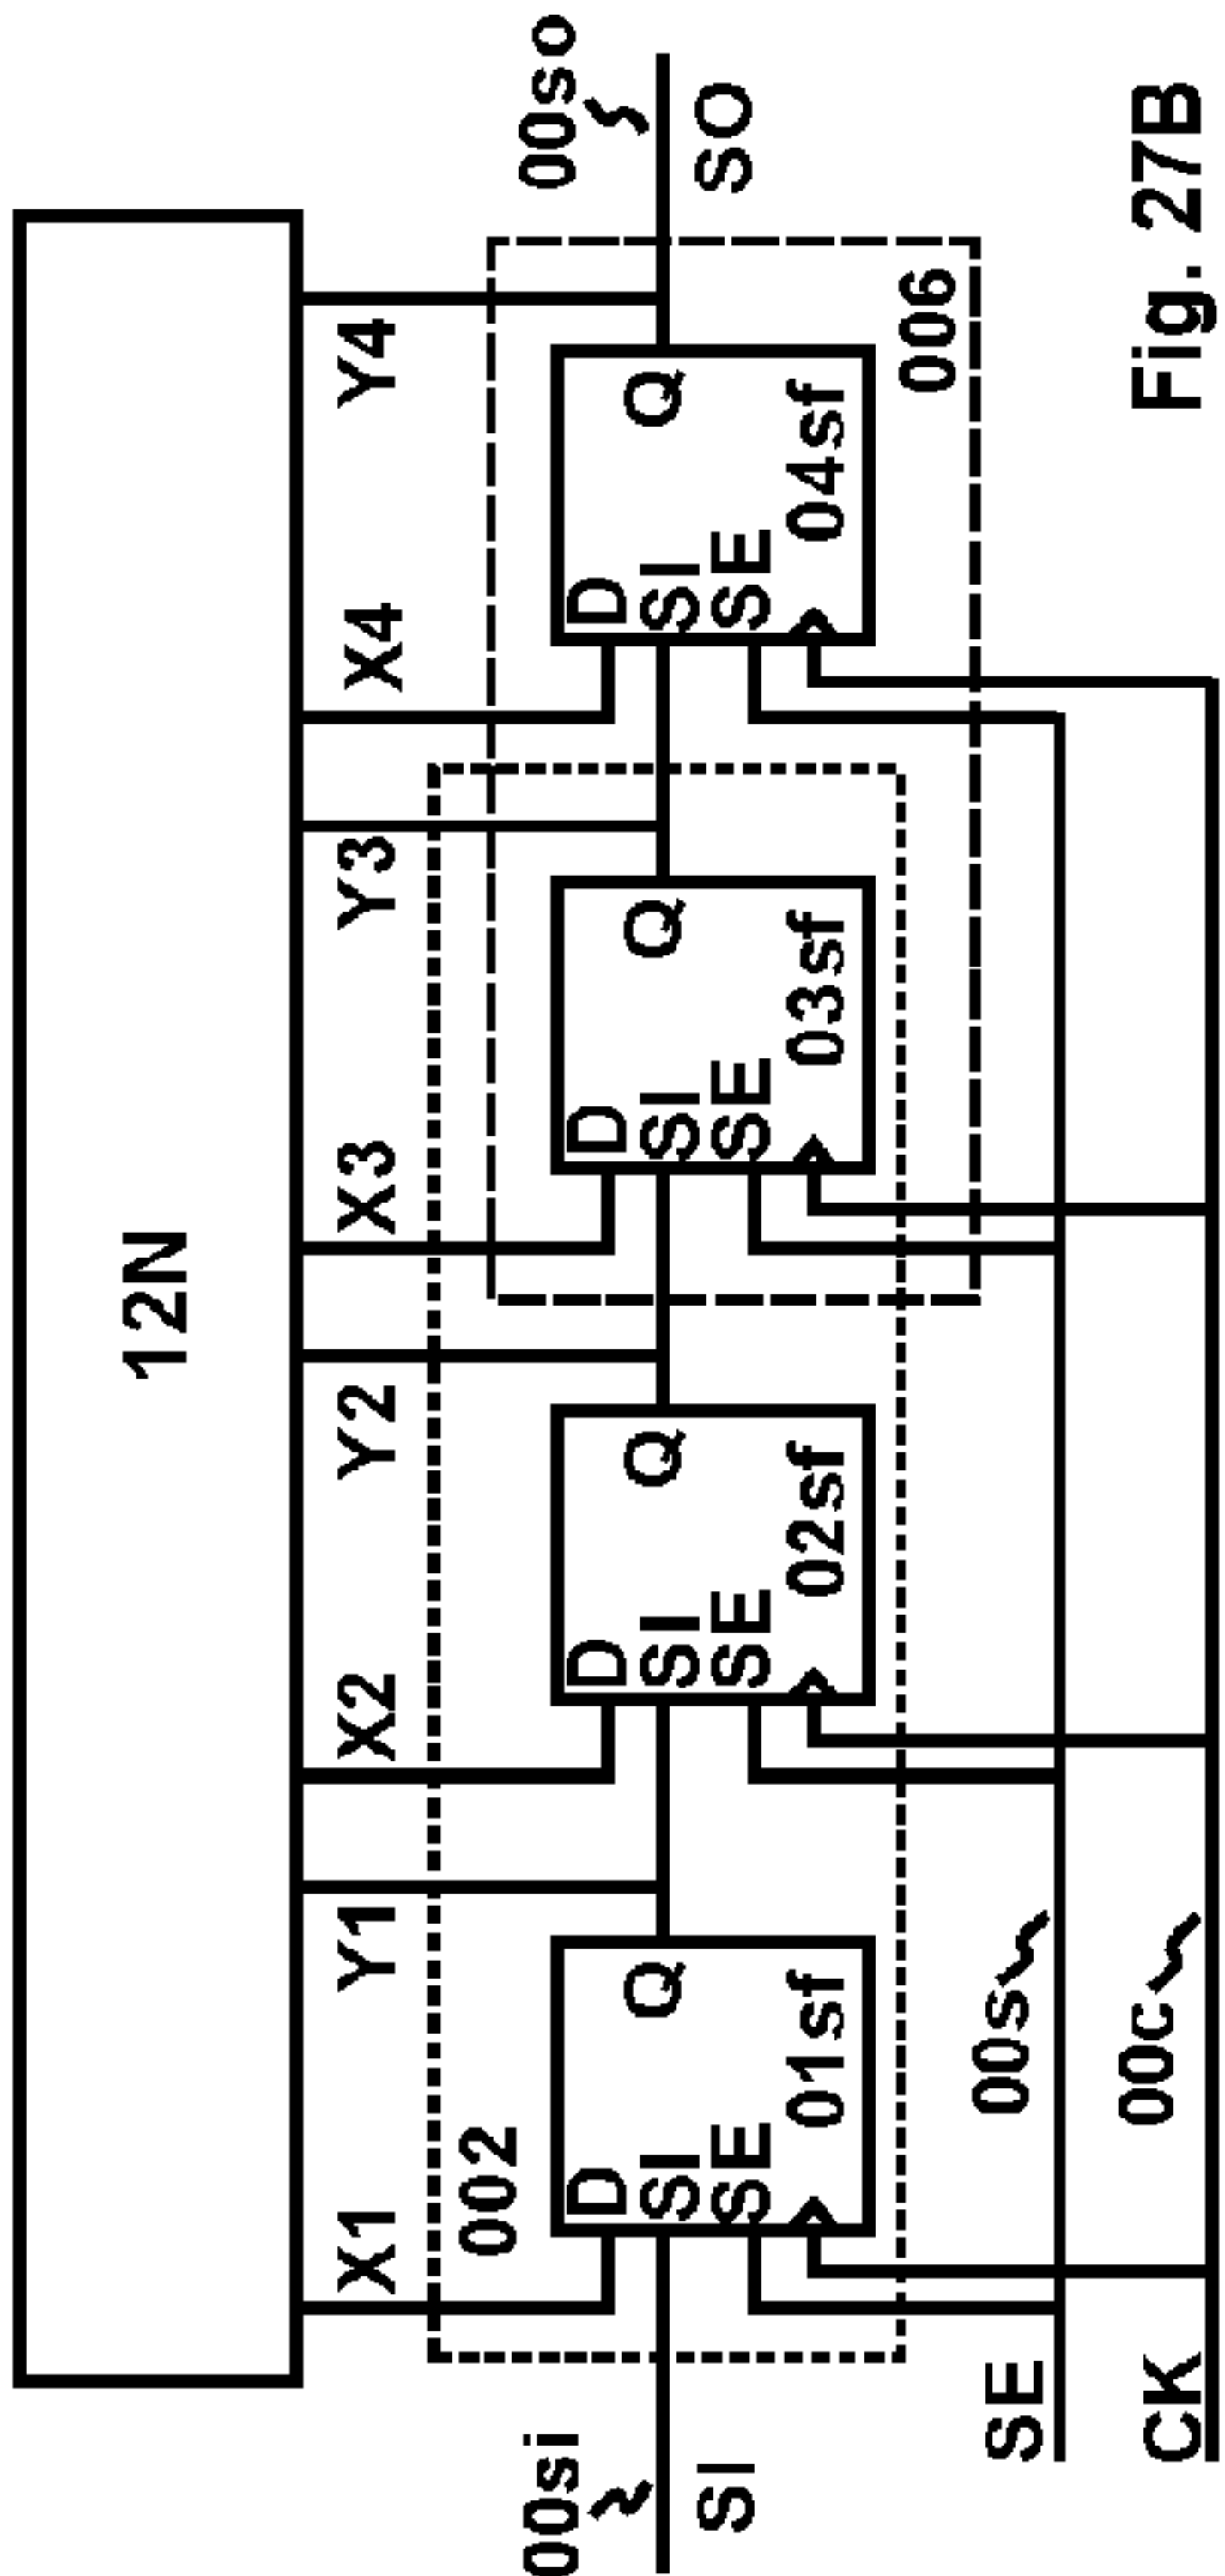 12N
X1
Y1
X2
Y2
X3
Y3
X4
Y4
00si
002
00so
SI
D
Q
D
Q
D
Q
D
Q
SO
SI
SI
SI
SI
SE
SE
SE
SE
01sf
02sf
03sf
04sf
006
SE
00s
CK
00c
Fig. 27B